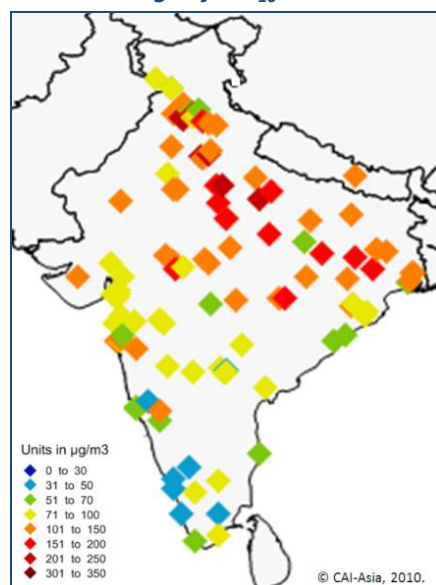 Units in µg/m3
0 to 30
31 to 50
51 to 70
71 to 100
101 to 150
151 to 200
201 to 250
301 to 350
© CAI-Asia, 2010.